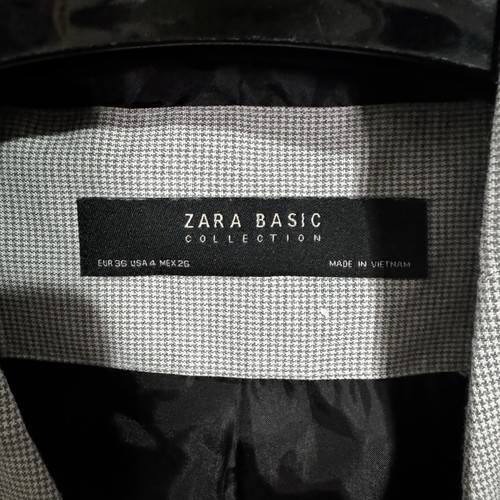 ZARA BASIC
COLLECTION
EUR 36 USA 4 MEX 26 MADE IN VIETNAM